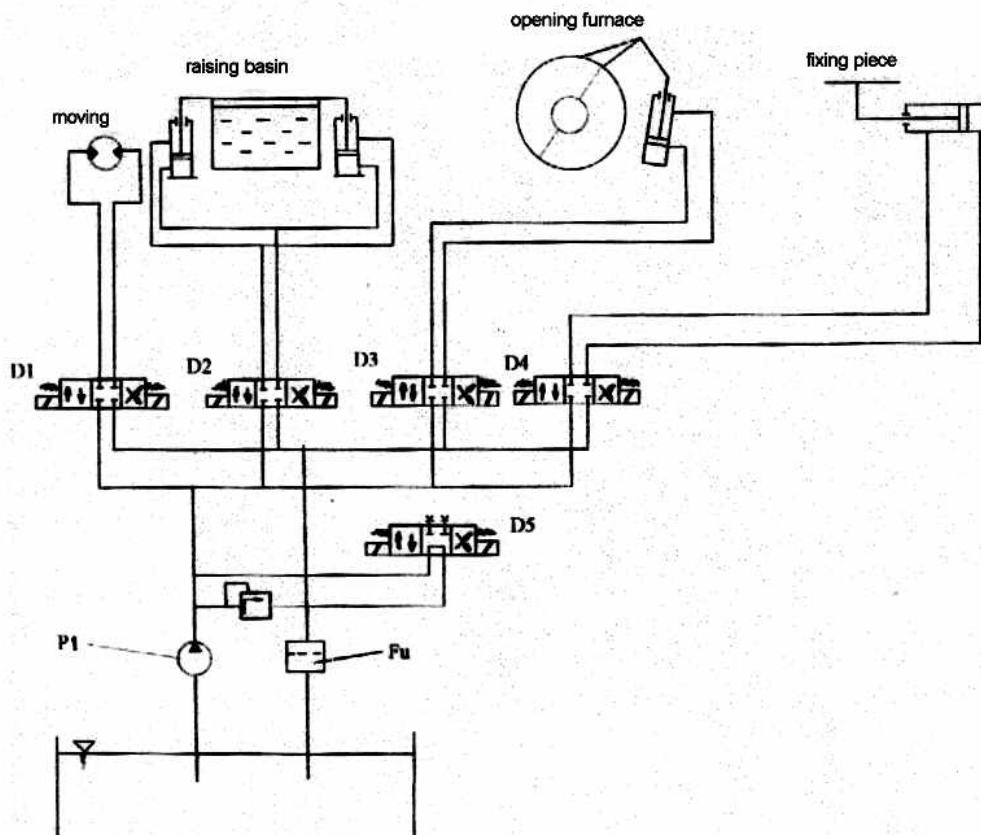 opening furnace
fixing piece
raising basin
moving
D1
D2
D3
D4
D5
P1
Fu